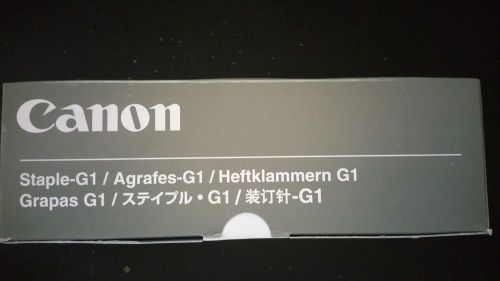 Canon
Staple-G1 / Agrafes-G1 / Heftklammern G1
Grapas G1 / ステイプル・G1 / 装订针-G1